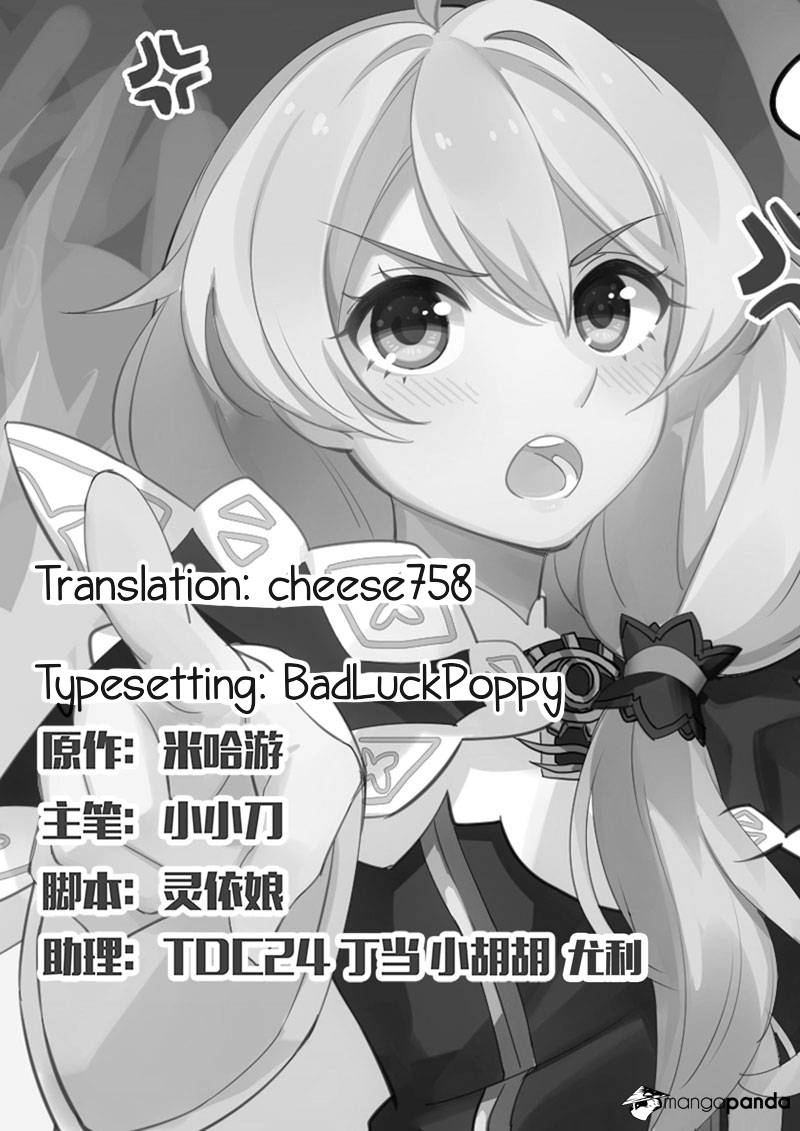 Translation: cheese758
Typesetting: BadLuckPoppy
原作：米哈游
主笔：小小刀
脚本：灵依娘
助理：TDC24 丁当 小胡胡 尤利
mangapanda